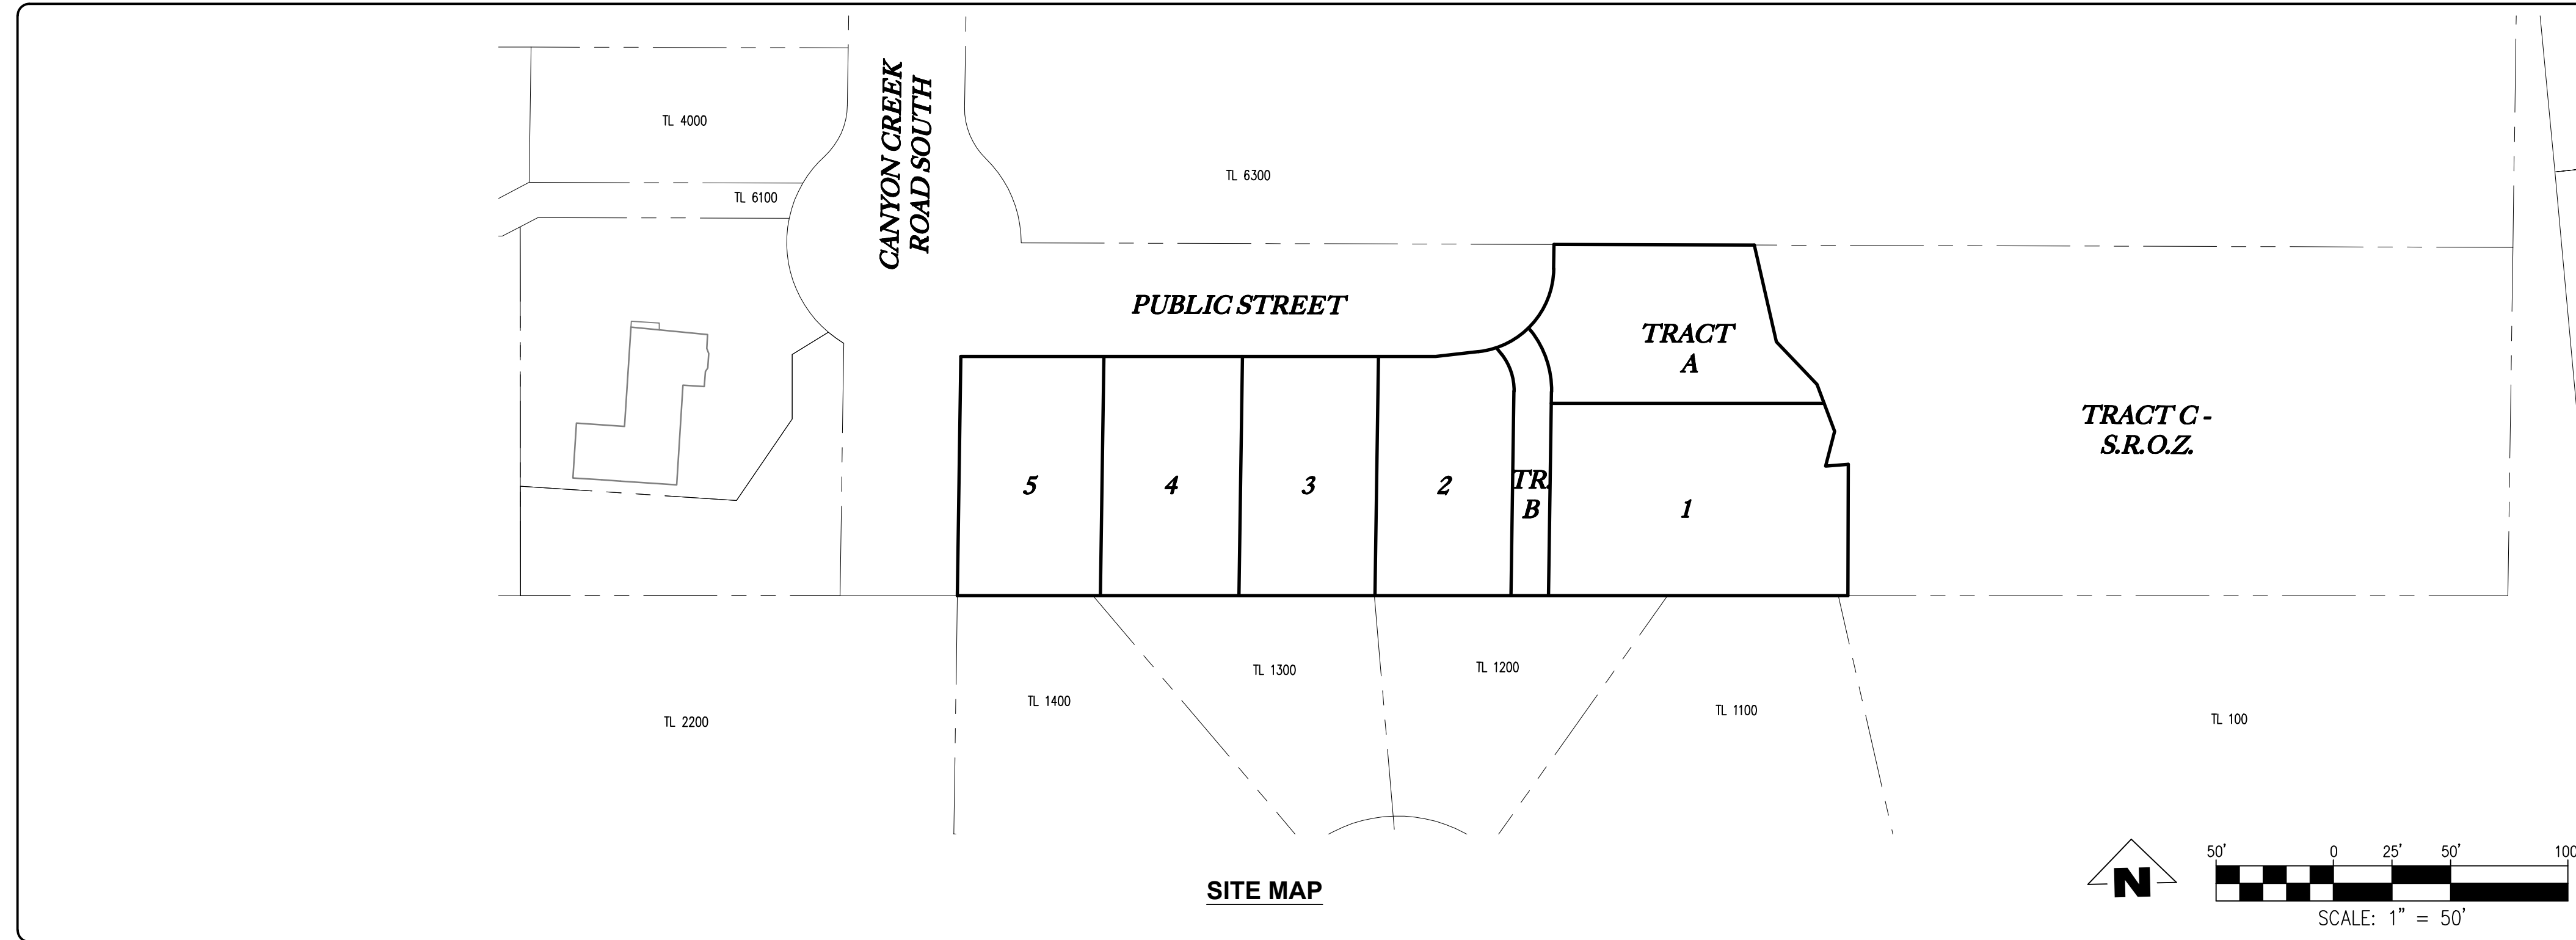 CANYON CREEK
ROAD SOUTH
TL 4000
TL 6100
TL 6300
PUBLIC STREET
TRACT
A
TRACT C -
S.R.O.Z.
5
4
3
2
TR.
B
1
TL 2200
TL 1400
TL 1300
TL 1200
TL 1100
TL 100
SITE MAP
N
50' 0 25' 50' 100
SCALE: 1" = 50'